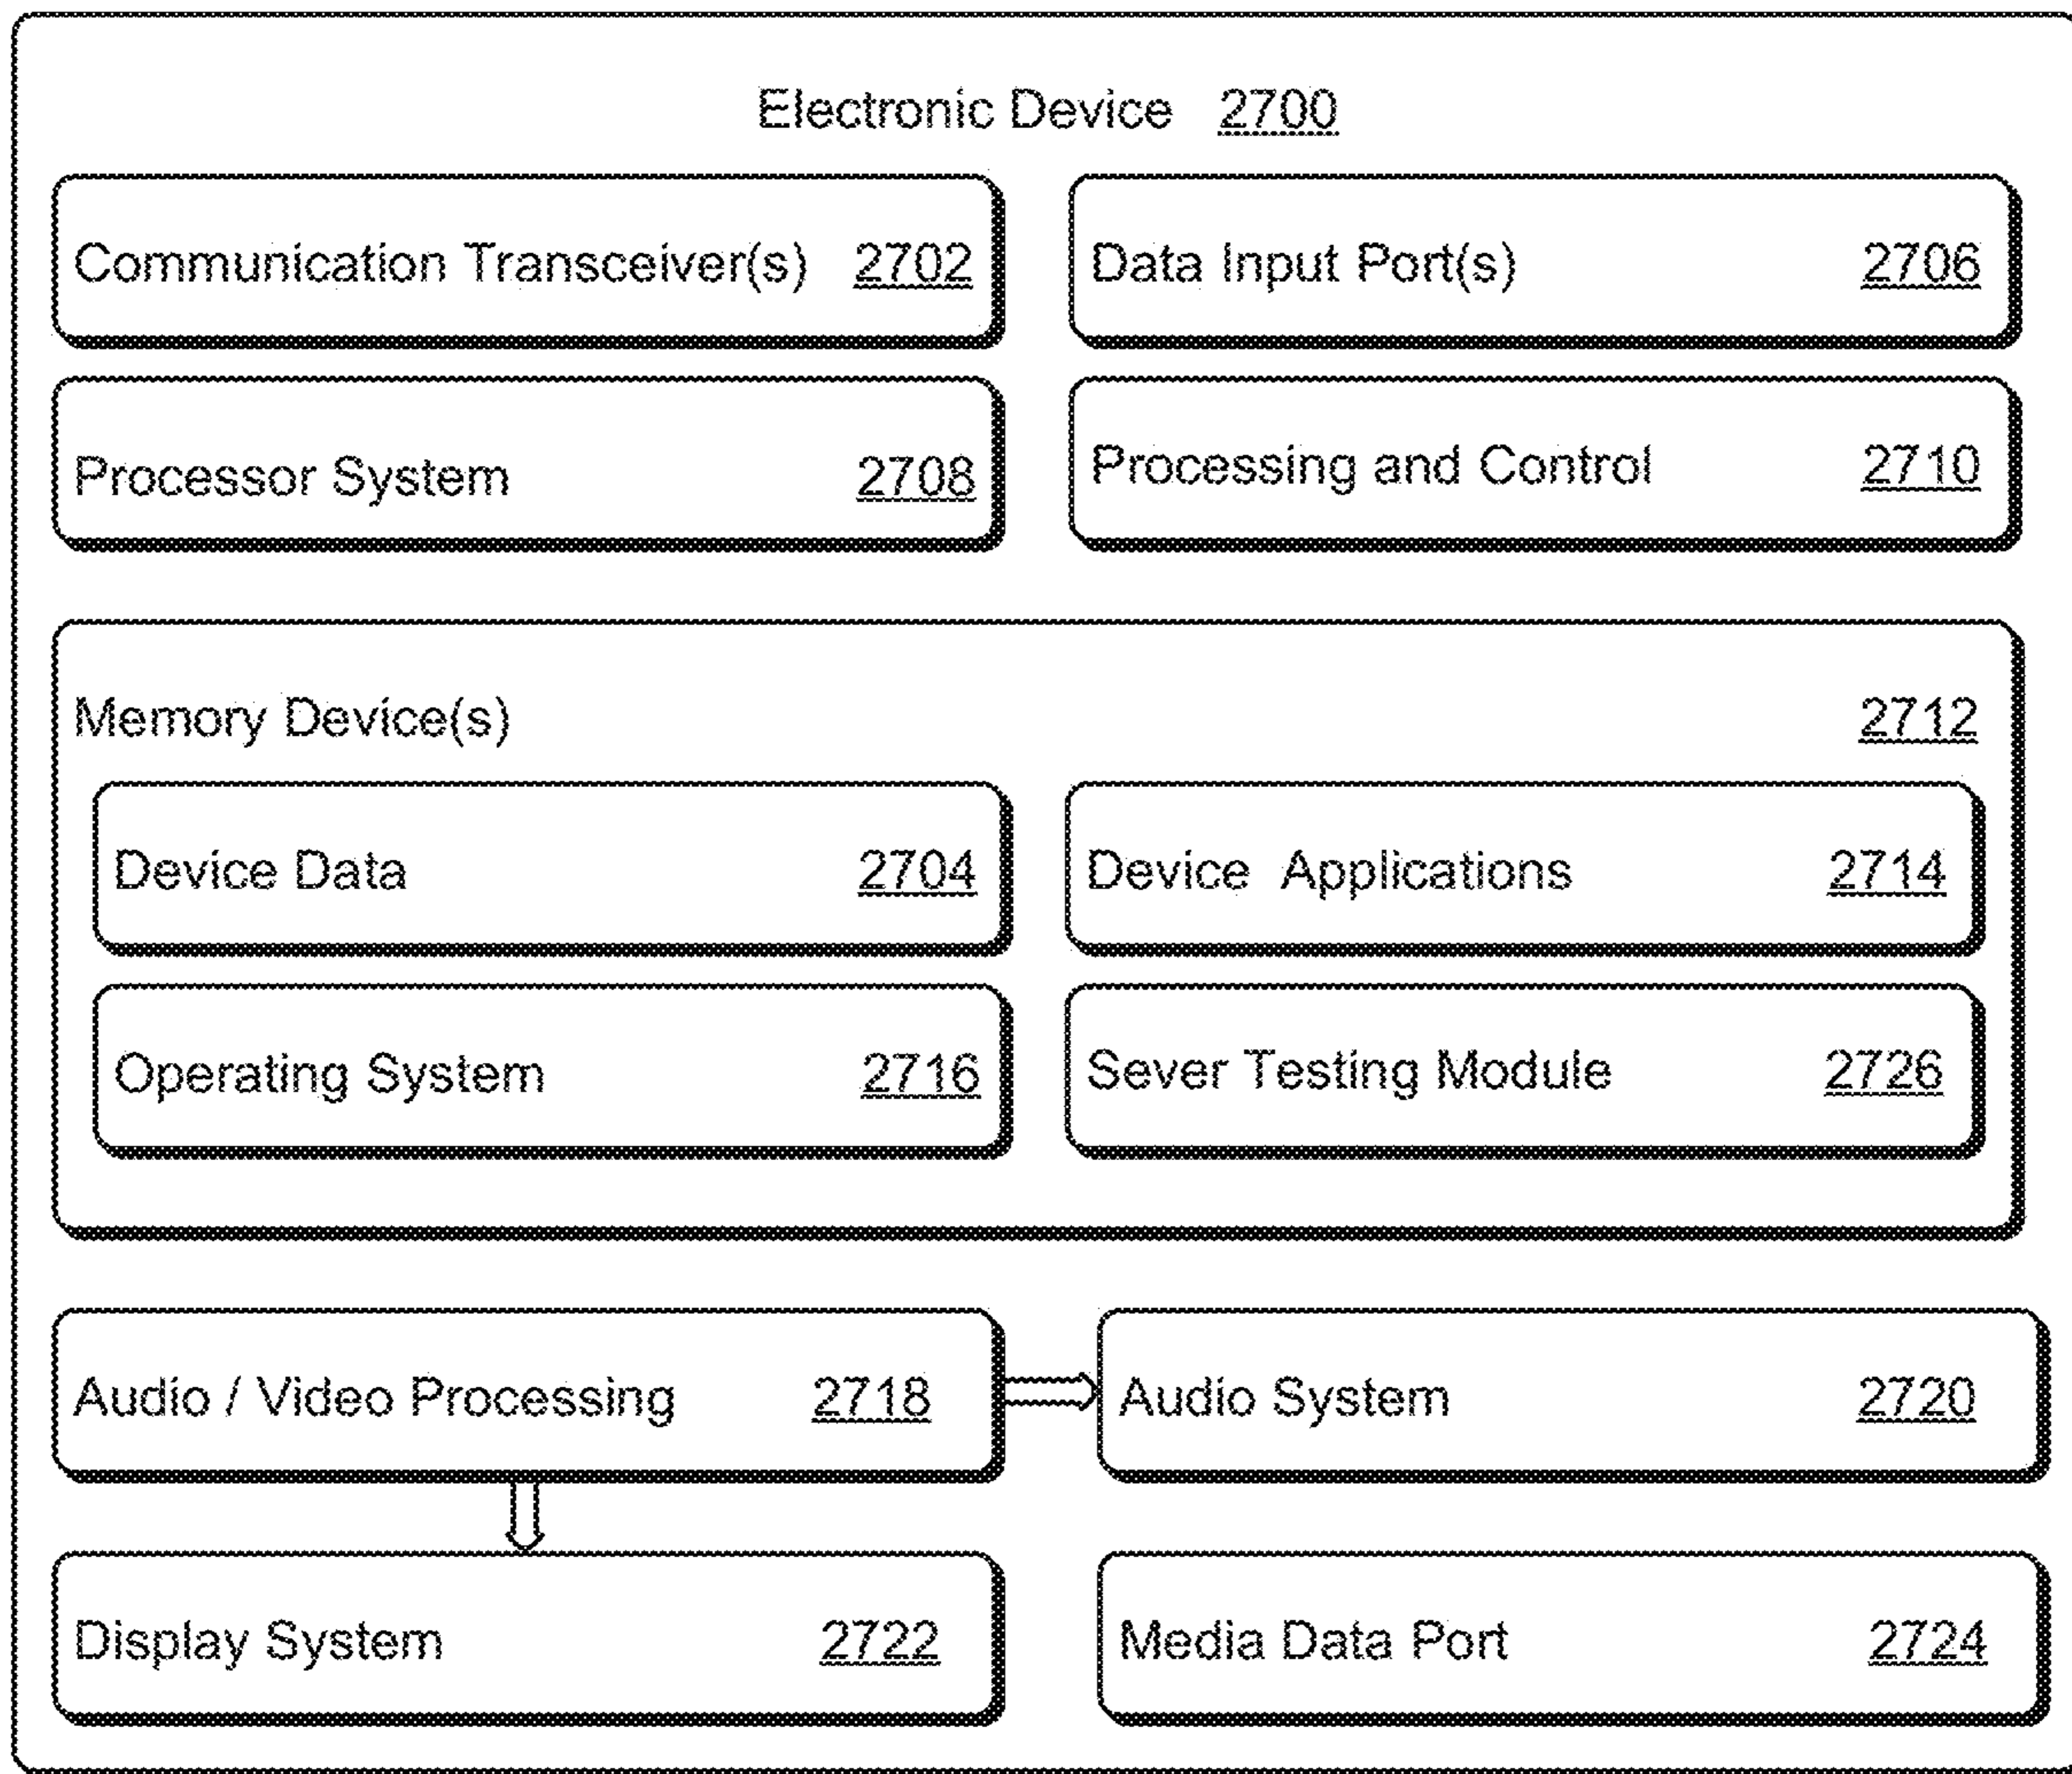 Electronic Device 2700
Communication Transceiver(s) 2702
Data Input Port(s) 2706
Processor System 2708
Processing and Control 2710
Memory Device(s) 2712
Device Data 2704
Device Applications 2714
Operating System 2716
Sever Testing Module 2726
Audio / Video Processing 2718
Audio System 2720
Display System 2722
Media Data Port 2724